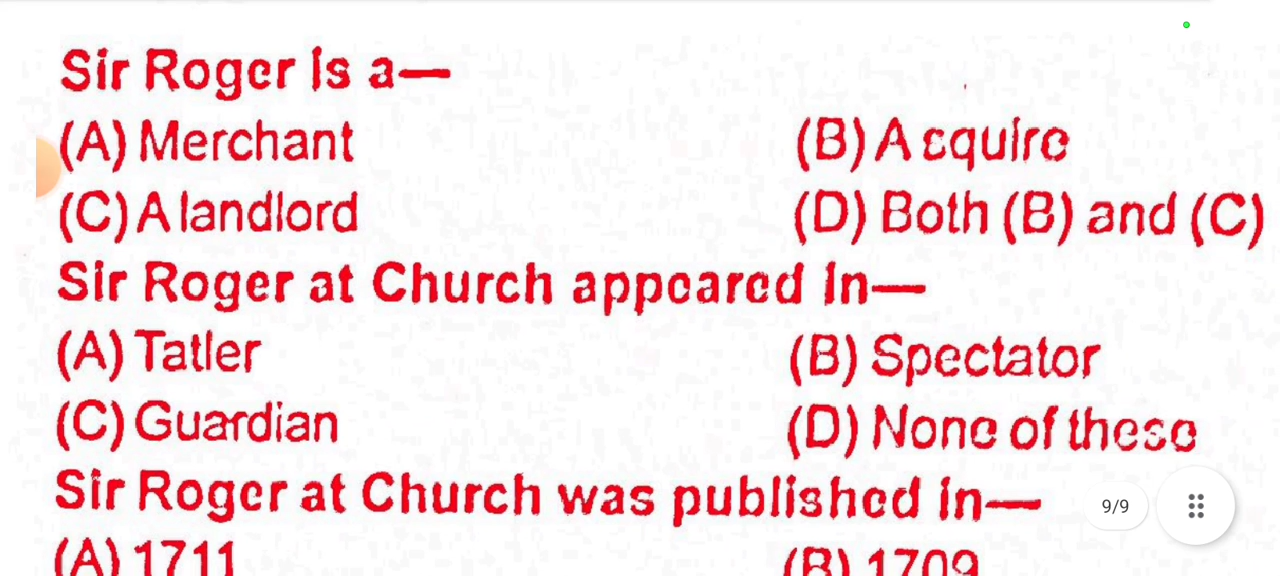 Sir Roger is a—
(A) Merchant (B) A squire
(C) A landlord (D) Both (B) and (C)
Sir Roger at Church appeared in—
(A) Tatler (B) Spectator
(C) Guardian (D) None of these
Sir Roger at Church was published in—
9/9
(A) 1711 (B) 1709